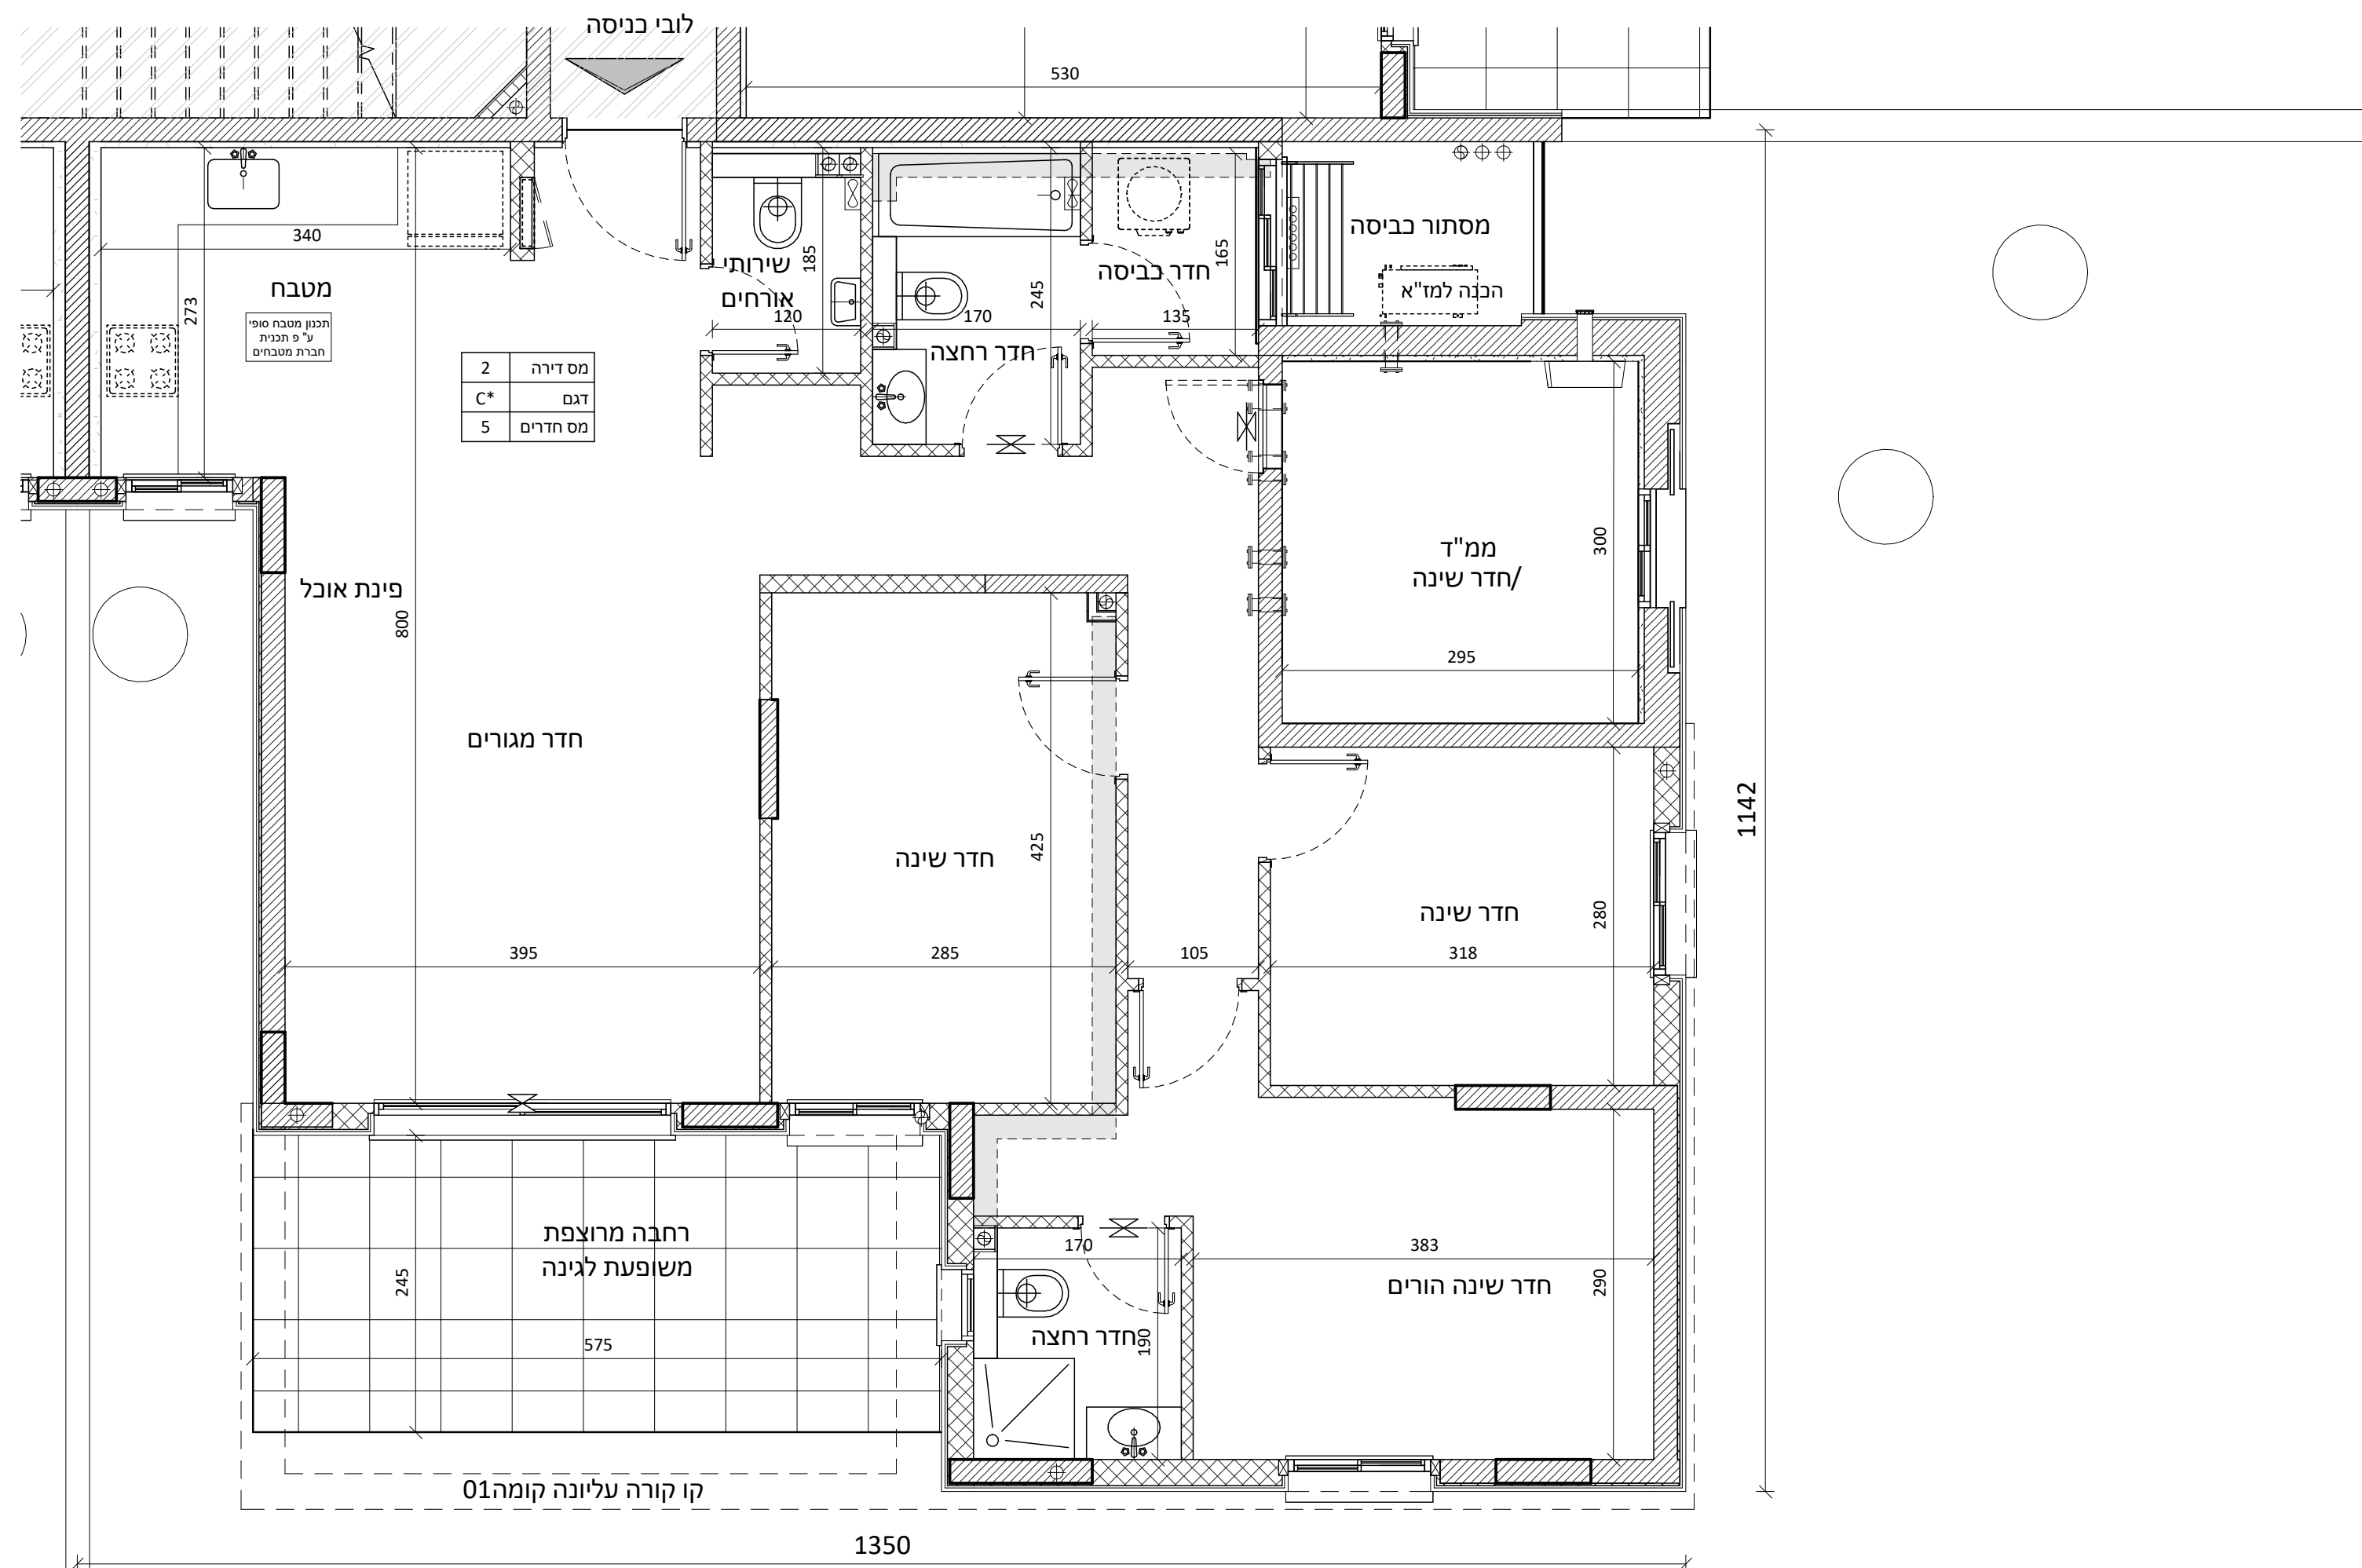 לובי כניסה
530
340
שירותי
אורחים
185
245
170
120
חדר רחצה
חדר כביסה
165
135
מסתור כביסה
הכנה למז"א
מטבח
תכנון מטבח סופי
ע" פ תכנית
חברת מטבחים
273
מס דירה 2
דגם C*
מס חדרים 5
פינת אוכל
800
ממ"ד
/חדר שינה
300
295
חדר מגורים
395
חדר שינה
425
285
105
חדר שינה
280
318
1142
רחבה מרוצפת
משופעת לגינה
245
575
170
חדר רחצה
190
383
חדר שינה הורים
290
קו קורה עליונה קומה01
1350